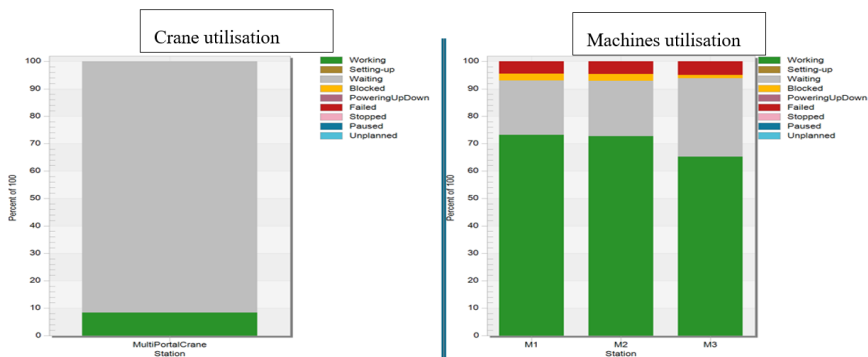 Crane utilisation
100
90
80
70
60
50
40
30
20
10
0
Percent of 100
MultiPortalCrane
Station
Working
Setting-up
Waiting
Blocked
PoweringUpDown
Failed
Stopped
Paused
Unplanned
Machines utilisation
100
90
80
70
60
50
40
30
20
10
0
Percent of 100
M1 M2 M3
Station
Working
Setting-up
Waiting
Blocked
PoweringUpDown
Failed
Stopped
Paused
Unplanned